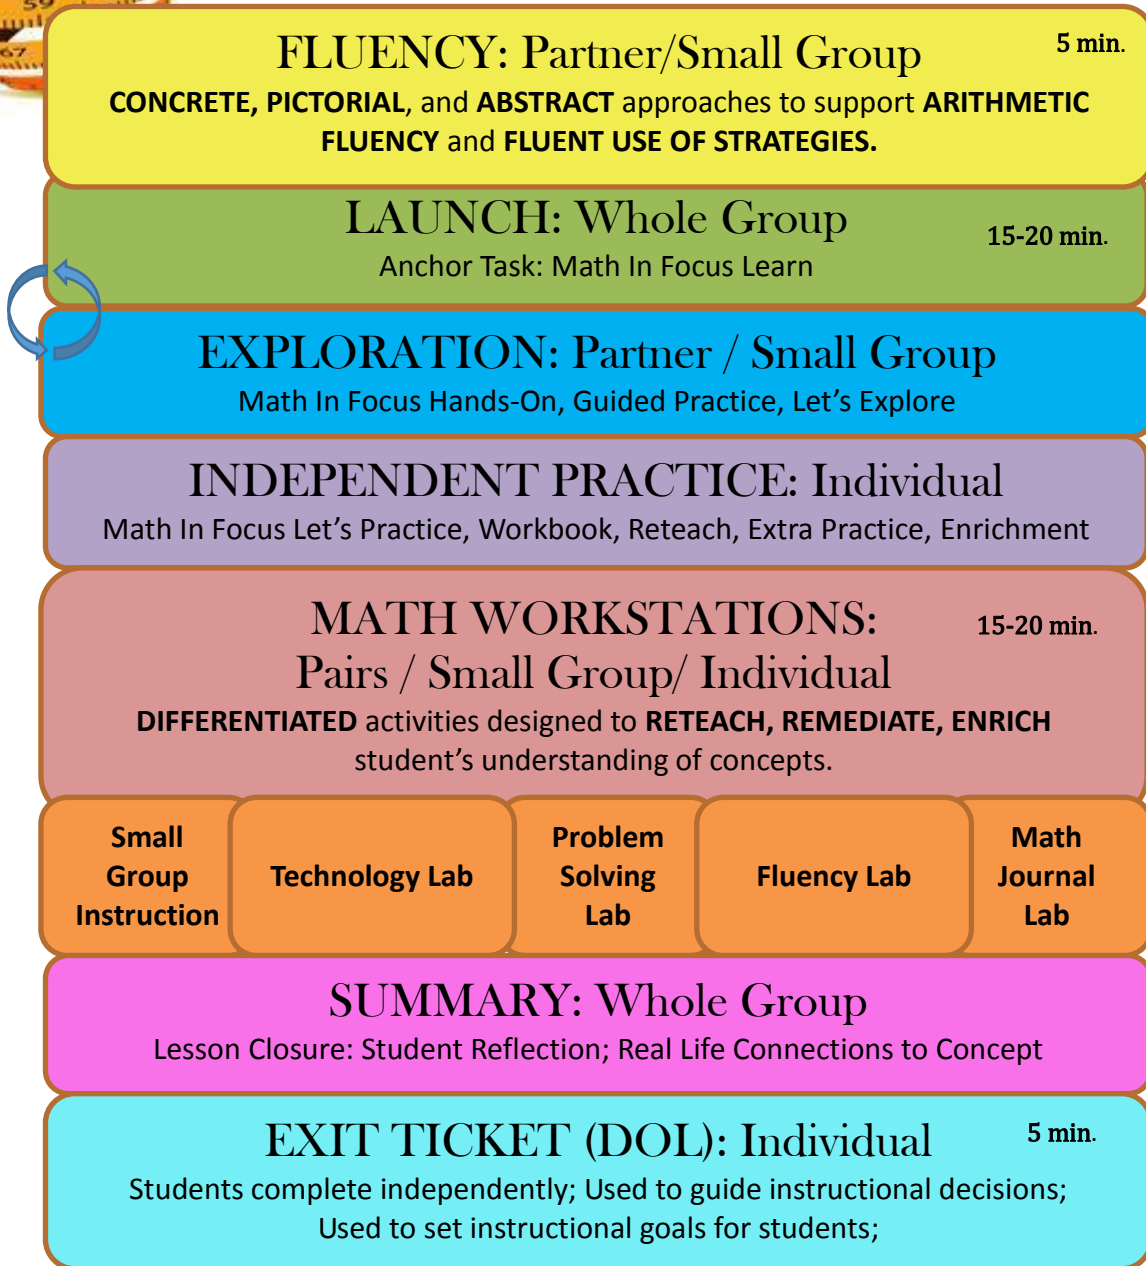 59
67
FLUENCY: Partner/Small Group
5 min.
CONCRETE, PICTORIAL, and ABSTRACT approaches to support ARITHMETIC
FLUENCY and FLUENT USE OF STRATEGIES.
LAUNCH: Whole Group
15-20 min.
Anchor Task: Math In Focus Learn
EXPLORATION: Partner / Small Group
Math In Focus Hands-On, Guided Practice, Let’s Explore
INDEPENDENT PRACTICE: Individual
Math In Focus Let’s Practice, Workbook, Reteach, Extra Practice, Enrichment
MATH WORKSTATIONS:
15-20 min.
Pairs / Small Group/ Individual
DIFFERENTIATED activities designed to RETEACH, REMEDIATE, ENRICH
student’s understanding of concepts.
Small
Group
Instruction
Technology Lab
Problem
Solving
Lab
Fluency Lab
Math
Journal
Lab
SUMMARY: Whole Group
Lesson Closure: Student Reflection; Real Life Connections to Concept
EXIT TICKET (DOL): Individual
5 min.
Students complete independently; Used to guide instructional decisions;
Used to set instructional goals for students;